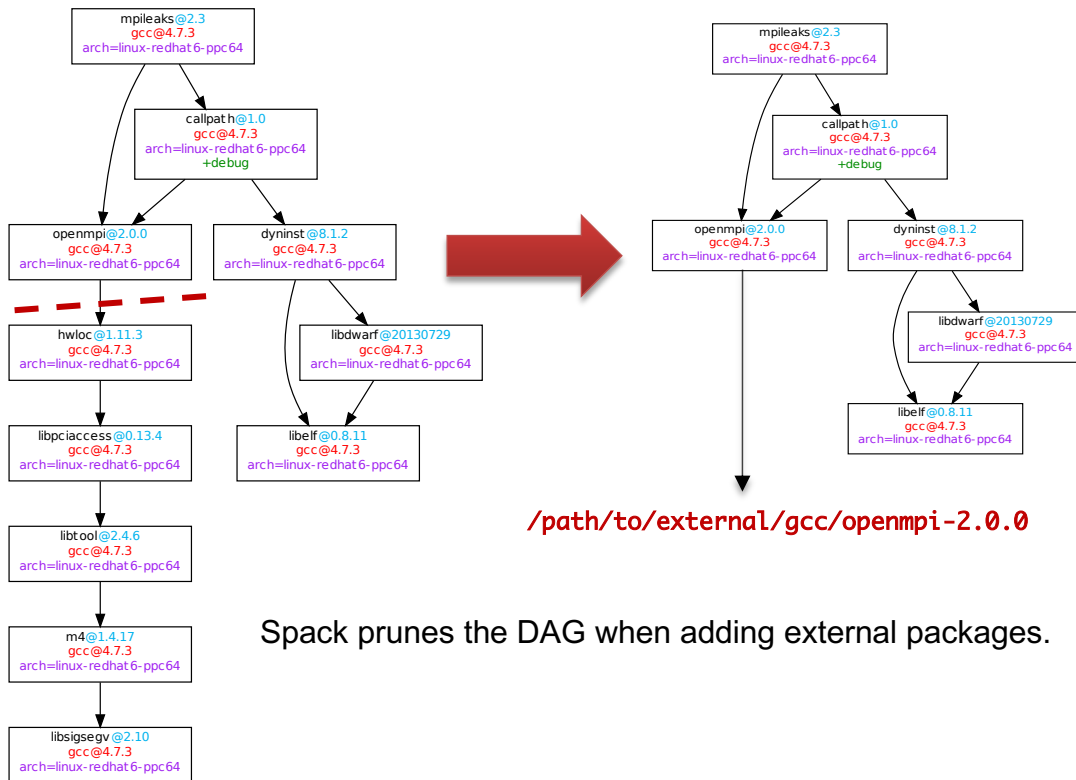 mpileaks@2.3
gcc@4.7.3
arch=linux-redhat6-ppc64
callpath@1.0
gcc@4.7.3
arch=linux-redhat6-ppc64
+debug
openmpi@2.0.0
gcc@4.7.3
arch=linux-redhat6-ppc64
dyninst@8.1.2
gcc@4.7.3
arch=linux-redhat6-ppc64
hwloc@1.11.3
gcc@4.7.3
arch=linux-redhat6-ppc64
libdwarf@20130729
gcc@4.7.3
arch=linux-redhat6-ppc64
libpciaccess@0.13.4
gcc@4.7.3
arch=linux-redhat6-ppc64
libelf@0.8.11
gcc@4.7.3
arch=linux-redhat6-ppc64
libtool@2.4.6
gcc@4.7.3
arch=linux-redhat6-ppc64
m4@1.4.17
gcc@4.7.3
arch=linux-redhat6-ppc64
libsigsegv@2.10
gcc@4.7.3
arch=linux-redhat6-ppc64
mpileaks@2.3
gcc@4.7.3
arch=linux-redhat6-ppc64
callpath@1.0
gcc@4.7.3
arch=linux-redhat6-ppc64
+debug
openmpi@2.0.0
gcc@4.7.3
arch=linux-redhat6-ppc64
dyninst@8.1.2
gcc@4.7.3
arch=linux-redhat6-ppc64
libdwarf@20130729
gcc@4.7.3
arch=linux-redhat6-ppc64
libelf@0.8.11
gcc@4.7.3
arch=linux-redhat6-ppc64
/path/to/external/gcc/openmpi-2.0.0
Spack prunes the DAG when adding external packages.